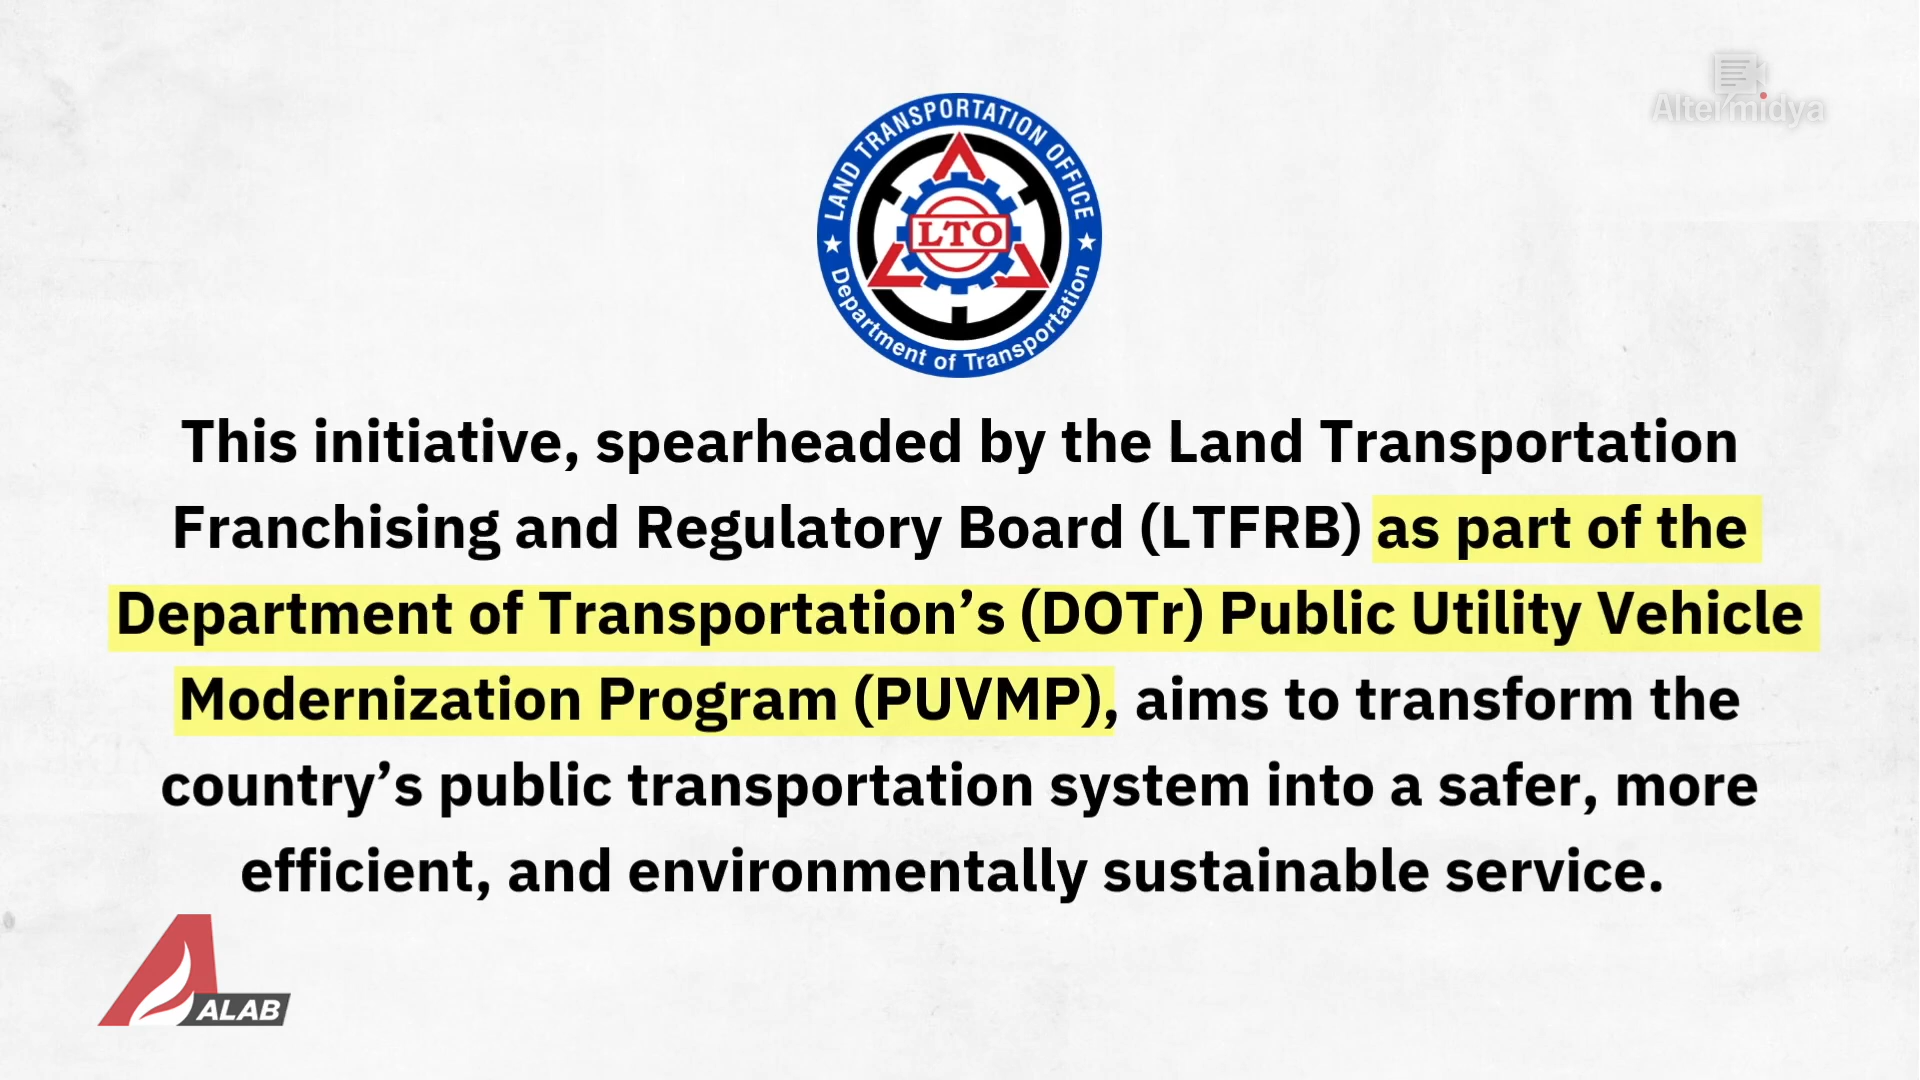 Altermidya
LAND TRANSPORTATION OFFICE
LTO
Department of Transportation
This initiative, spearheaded by the Land Transportation
Franchising and Regulatory Board (LTFRB) as part of the
Department of Transportation’s (DOTr) Public Utility Vehicle
Modernization Program (PUVMP), aims to transform the
country’s public transportation system into a safer, more
efficient, and environmentally sustainable service.
ALAB